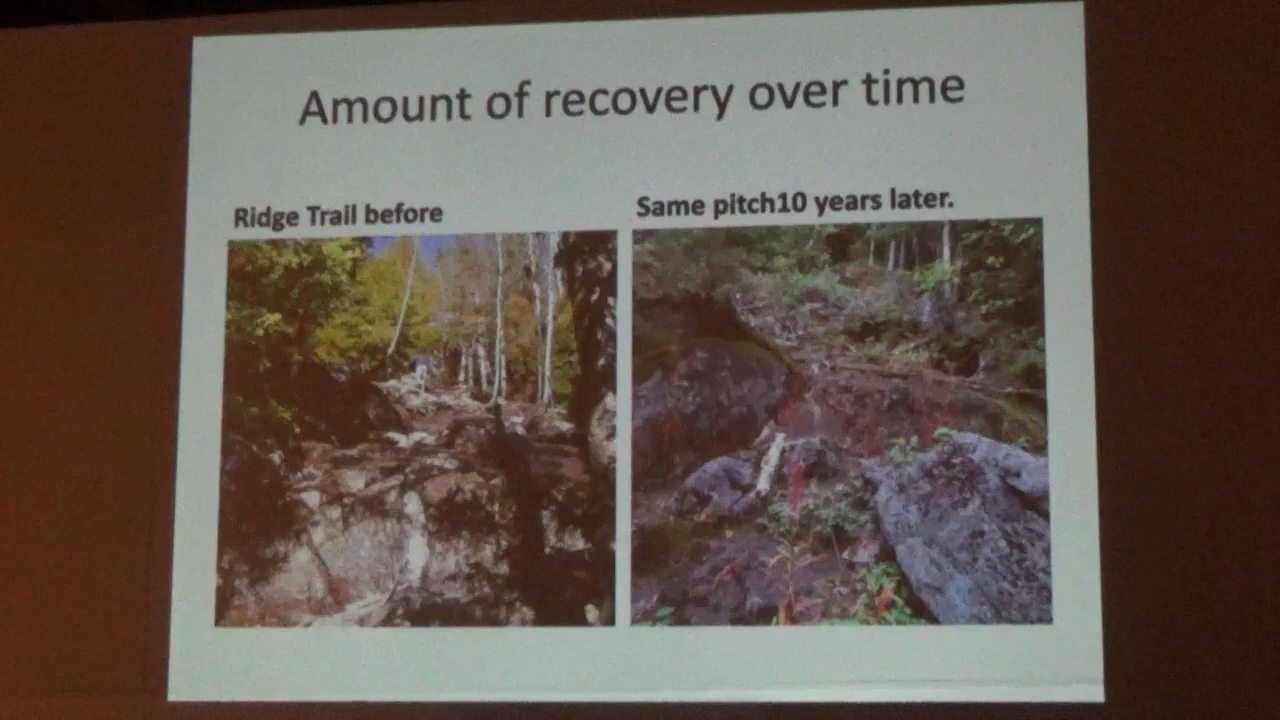 Amount of recovery over time
Ridge Trail before
Same pitch10 years later.